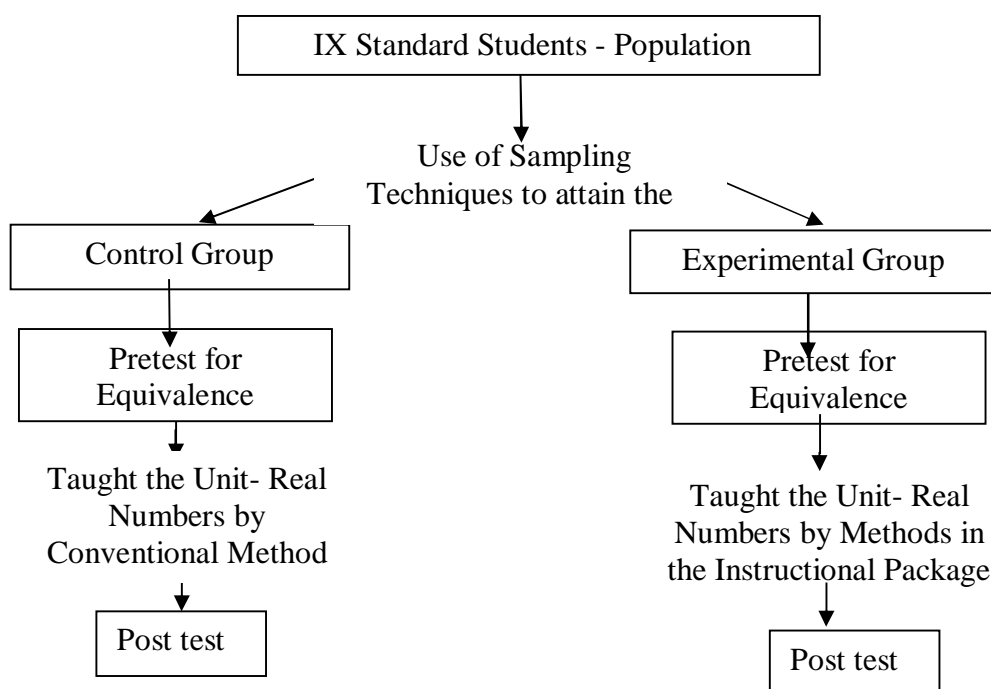 IX Standard Students - Population
Use of Sampling
Techniques to attain the
Control Group
Experimental Group
Pretest for
Equivalence
Pretest for
Equivalence
Taught the Unit- Real
Numbers by
Conventional Method
Taught the Unit- Real
Numbers by Methods in
the Instructional Package
Post test
Post test